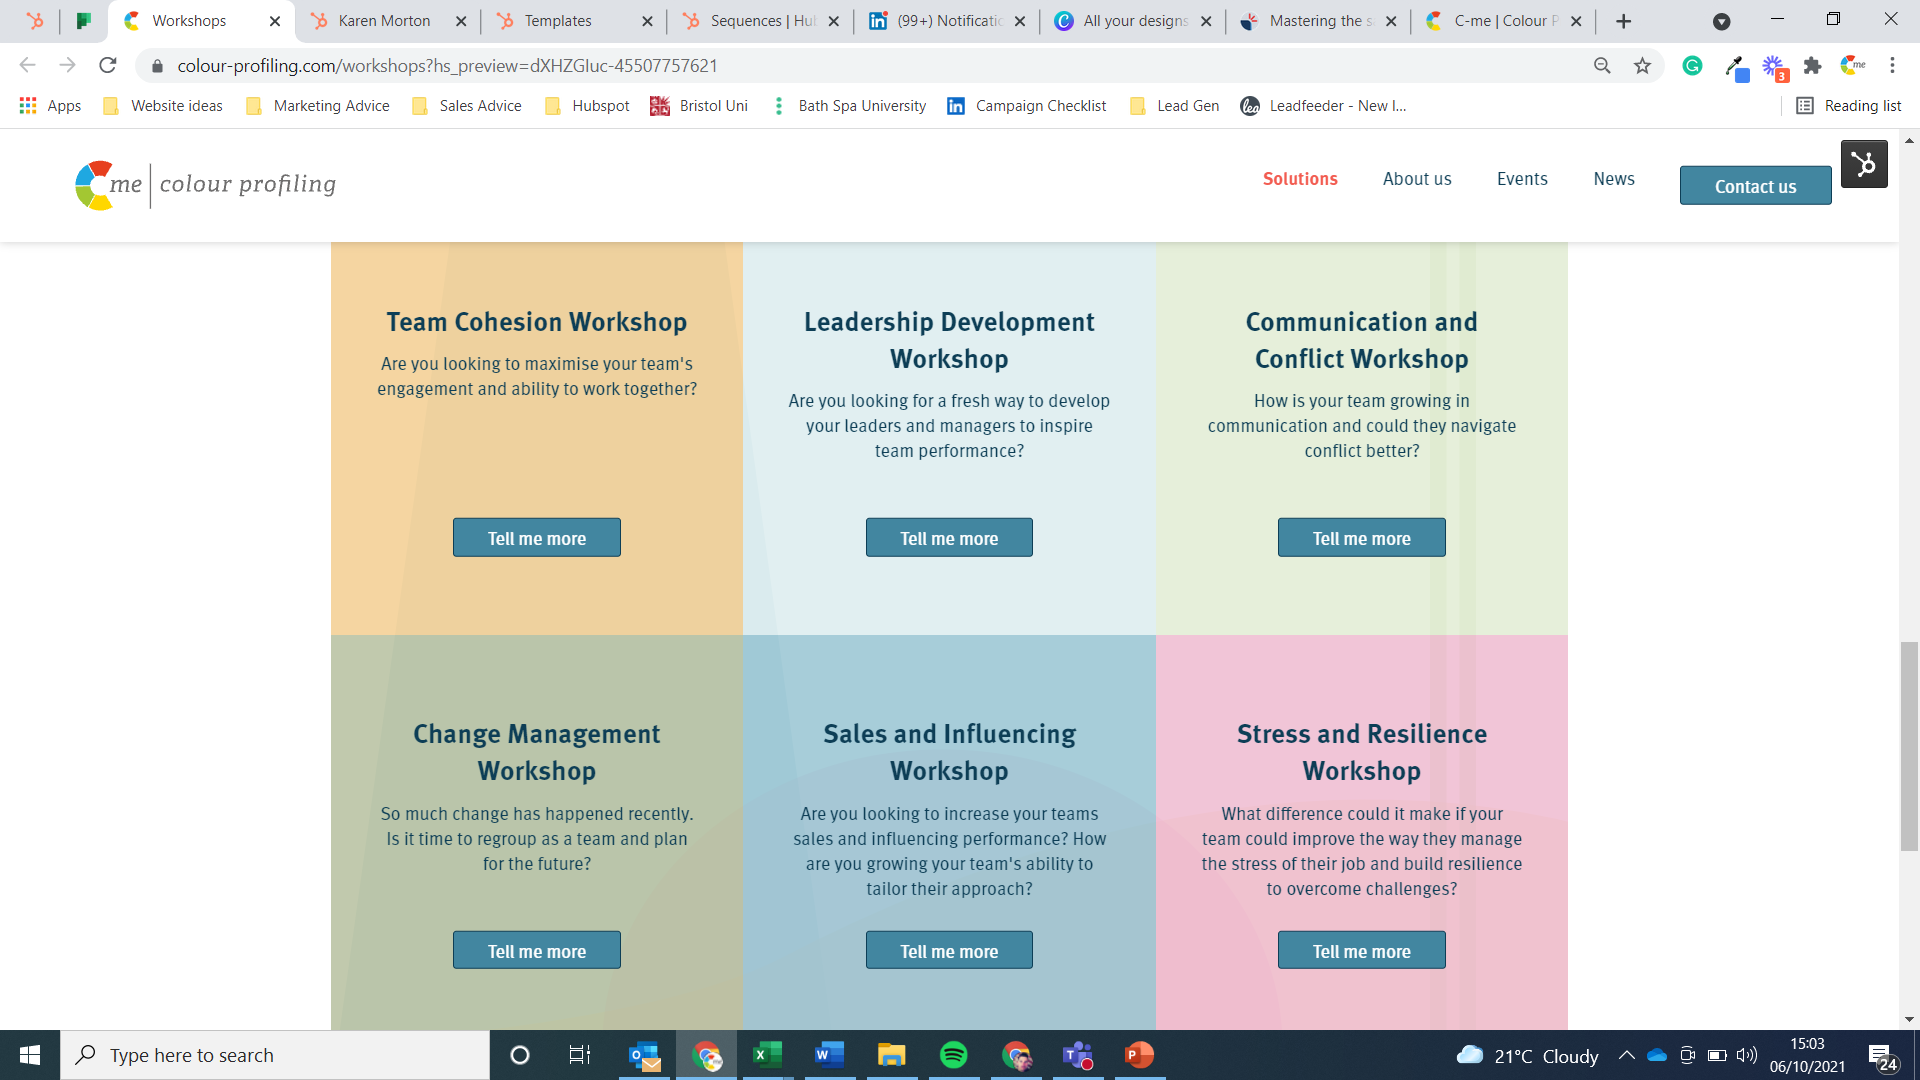 Workshops
Karen Morton
Templates
Sequences | Hu
(99+) Notificatio
All your designs
Mastering the s
C-me | Colour P
colour-profiling.com/workshops?hs_preview=dXHZGIuc-45507757621
3
me
Apps
Website ideas
Marketing Advice
Sales Advice
Hubspot
Bristol Uni
Bath Spa University
Campaign Checklist
Lead Gen
Leadfeeder - New I...
Reading list
me | colour profiling
Solutions
About us
Events
News
Contact us
Team Cohesion Workshop
Are you looking to maximise your team's
engagement and ability to work together?
Tell me more
Leadership Development
Workshop
Are you looking for a fresh way to develop
your leaders and managers to inspire
team performance?
Tell me more
Communication and
Conflict Workshop
How is your team growing in
communication and could they navigate
conflict better?
Tell me more
Change Management
Workshop
So much change has happened recently.
Is it time to regroup as a team and plan
for the future?
Tell me more
Sales and Influencing
Workshop
Are you looking to increase your teams
sales and influencing performance? How
are you growing your team's ability to
tailor their approach?
Tell me more
Stress and Resilience
Workshop
What difference could it make if your
team could improve the way they manage
the stress of their job and build resilience
to overcome challenges?
Tell me more
Type here to search
21°C Cloudy
15:03
06/10/2021
24